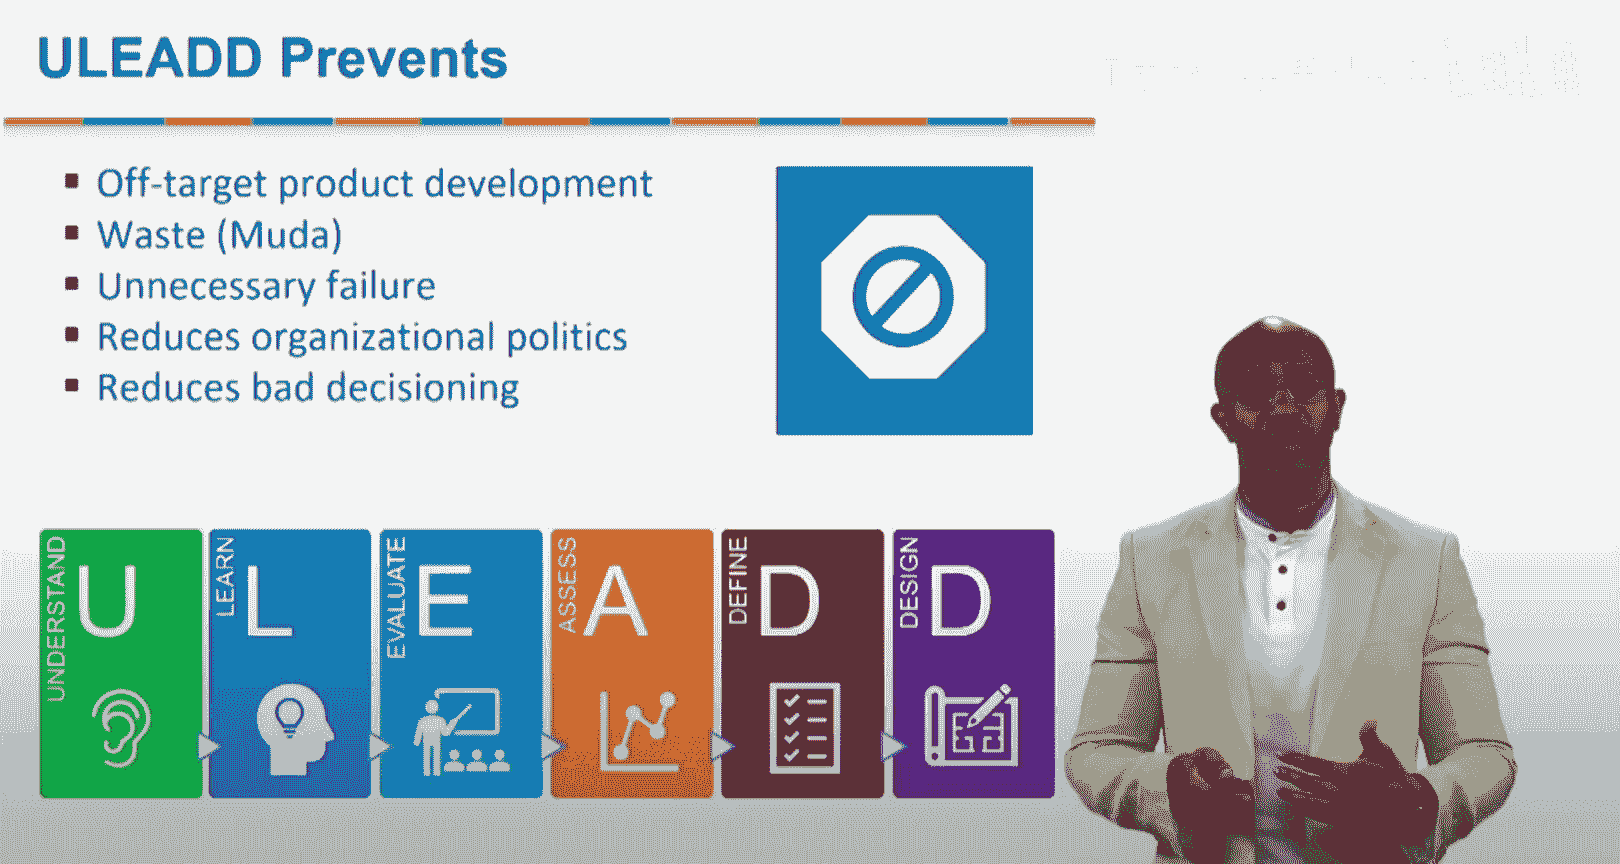 ULEADD Prevents
Off-target product development
Waste (Muda)
Unnecessary failure
Reduces organizational politics
Reduces bad decisioning
UNDERSTAND
U
LEARN
L
EVALUATE
E
ASSESS
A
DEFINE
D
DESIGN
D